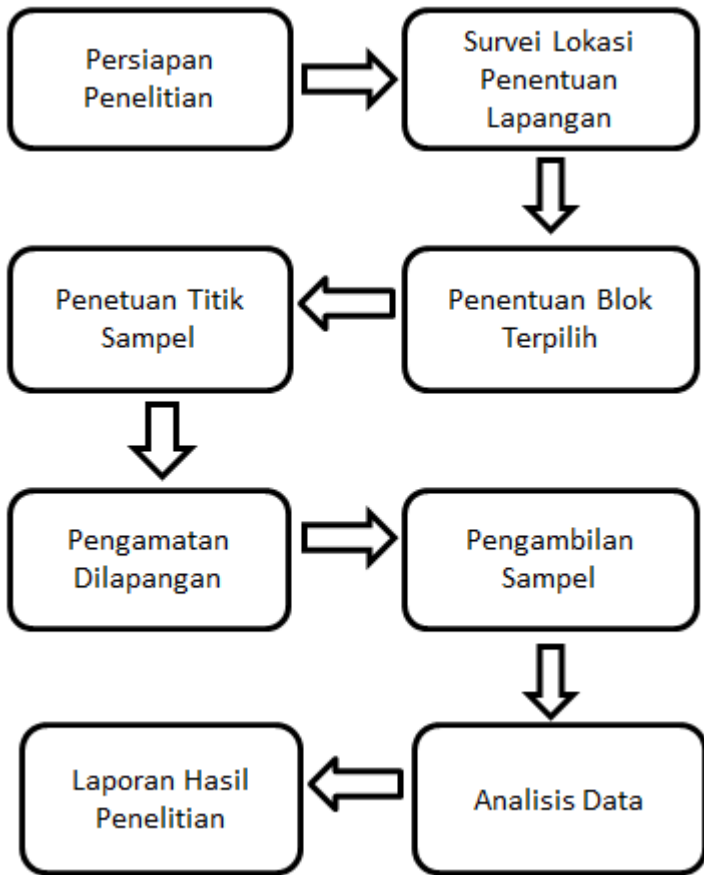 Persiapan
Penelitian
Survei Lokasi
Penentuan
Lapangan
Penentuan Blok
Terpilih
Penetuan Titik
Sampel
Pengamatan
Dilapangan
Pengambilan
Sampel
Analisis Data
Laporan Hasil
Penelitian